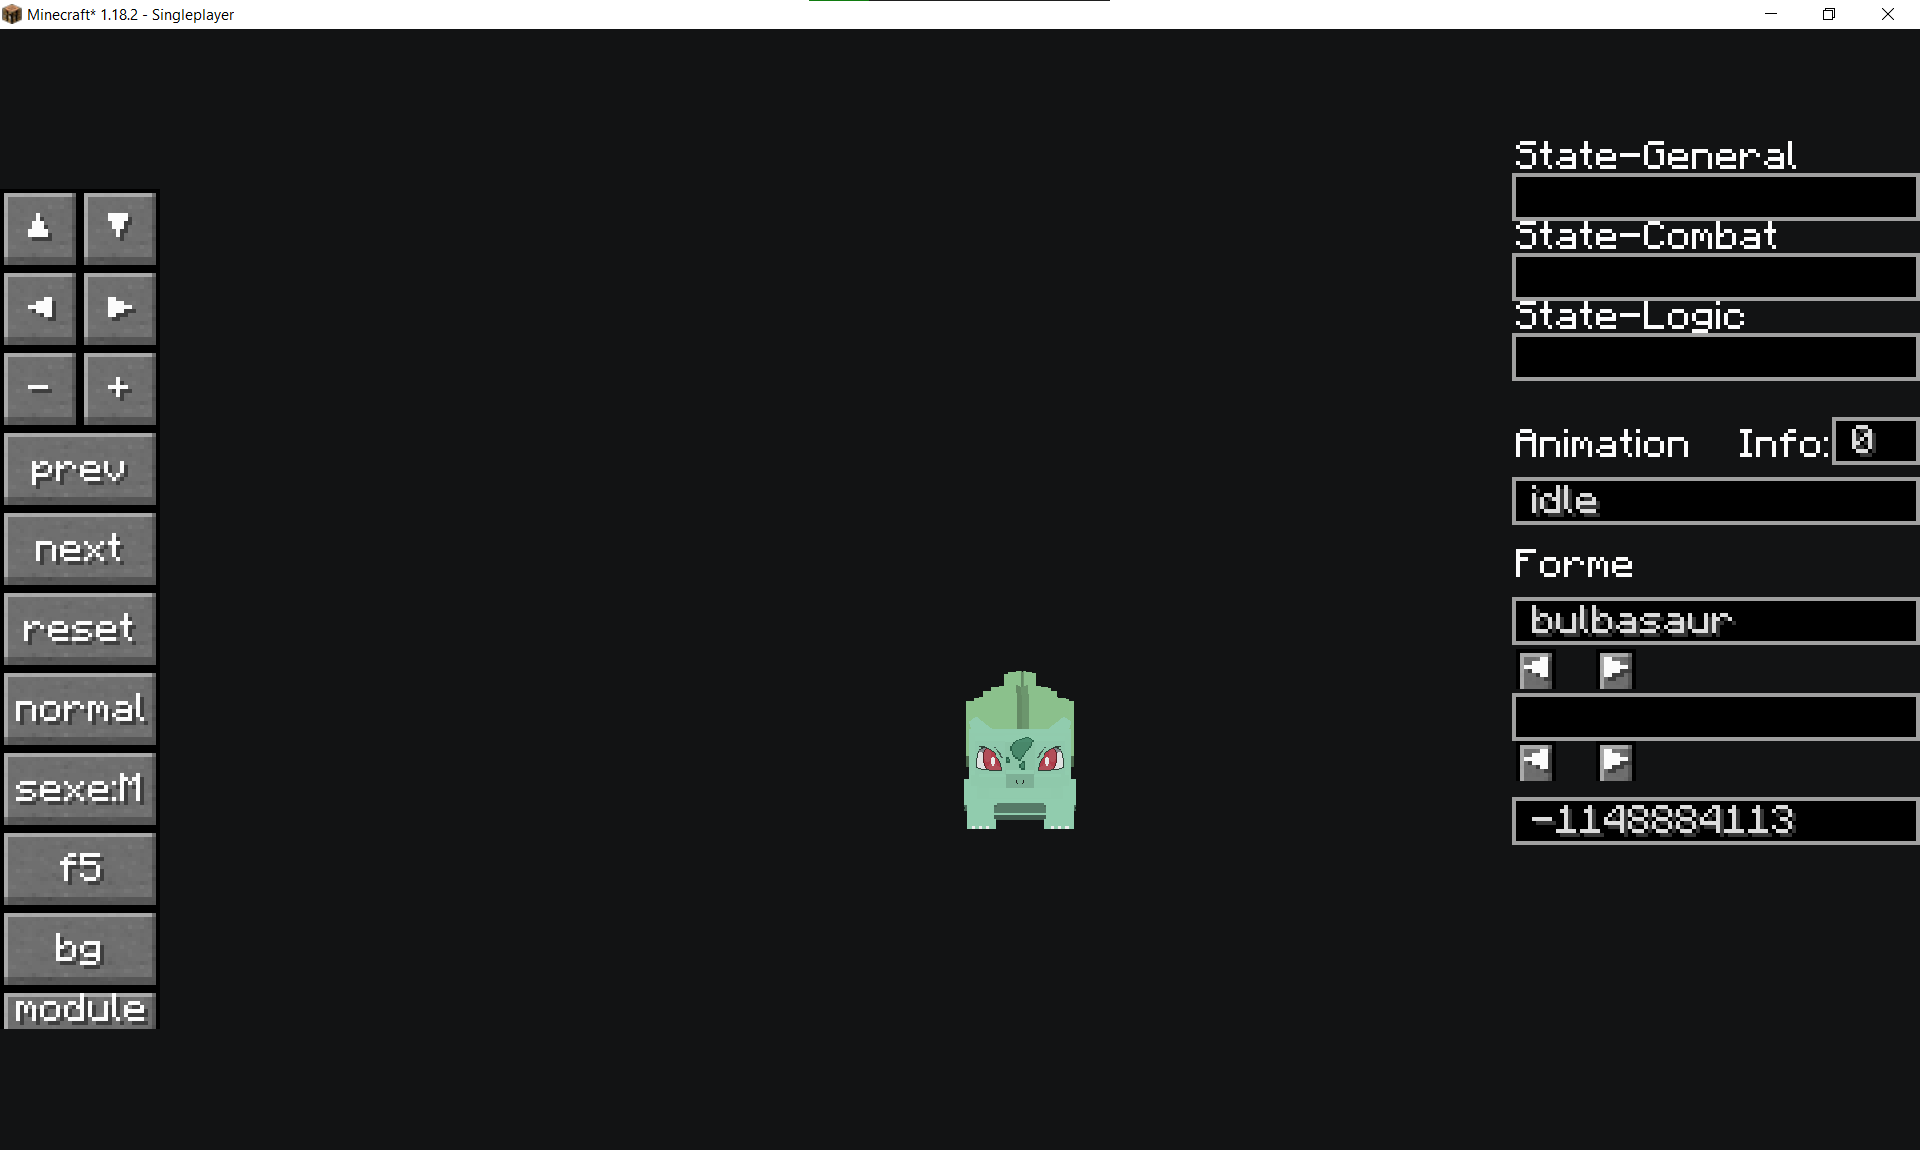 Minecraft* 1.18.2 - Singleplayer
State-General
State-Combat
State-Logic
- +
prev
next
reset
normal
sexe:M
f5
bg
module
Animation Info: 0
idle
Forme
bulbasaur
-1148884113